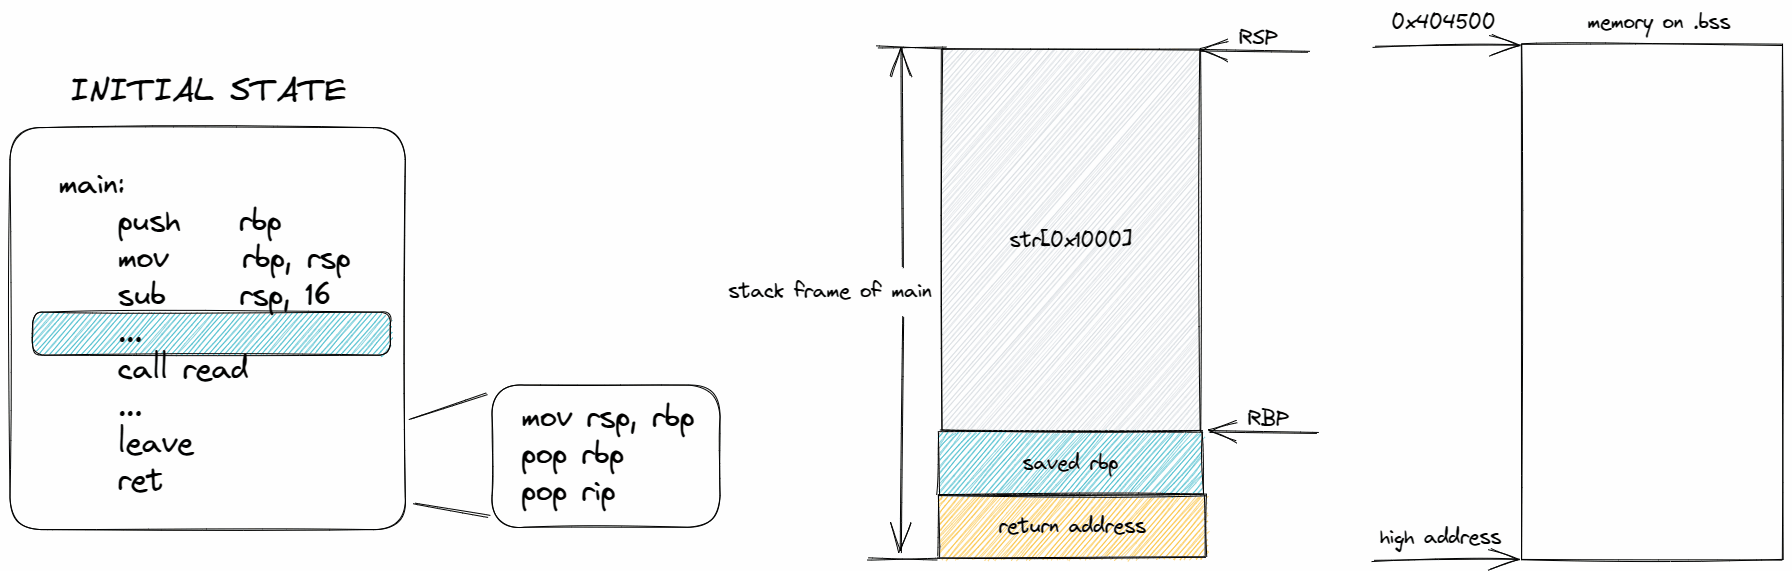 INITIAL STATE
main:
push rbp
mov rbp, rsp
sub rsp, 16
...
call read
...
leave
ret
mov rsp, rbp
pop rbp
pop rip
stack frame of main
RSP
str[0x1000]
RBP
saved rbp
return address
0x404500
memory on .bss
high address